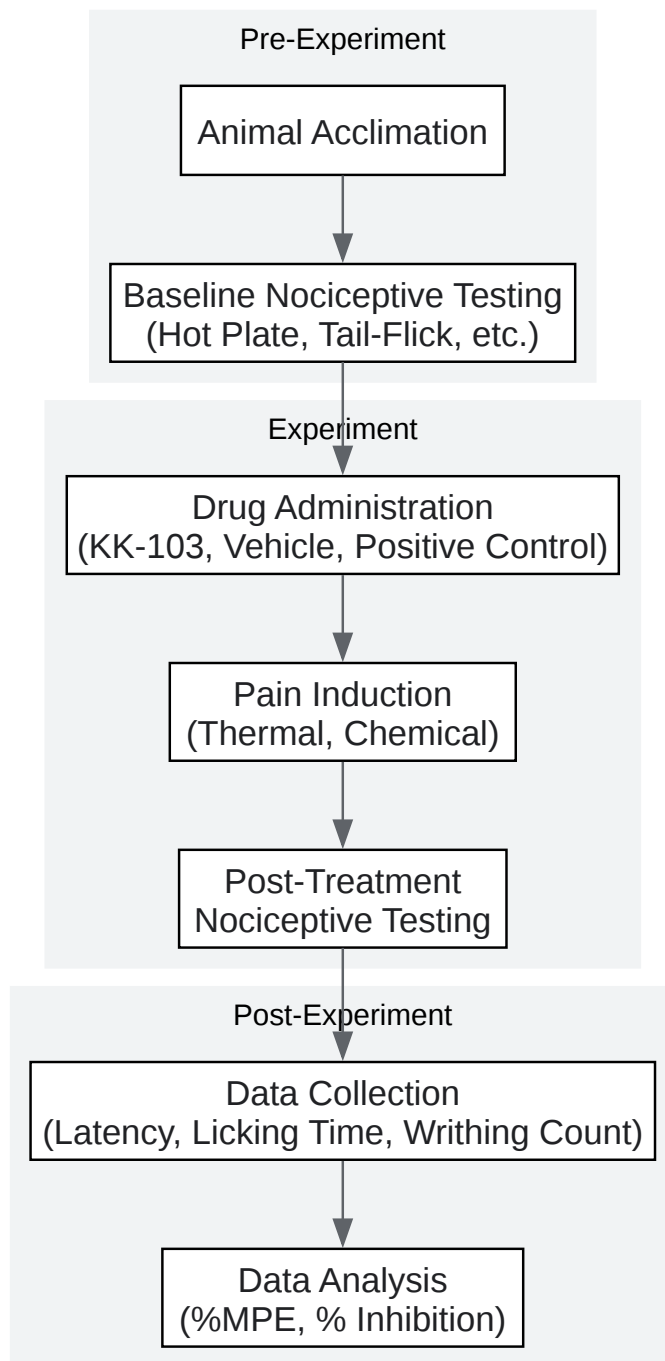 Pre-Experiment
Animal Acclimation
Baseline Nociceptive Testing
(Hot Plate, Tail-Flick, etc.)
Experiment
Drug Administration
(KK-103, Vehicle, Positive Control)
Pain Induction
(Thermal, Chemical)
Post-Treatment
Nociceptive Testing
Post-Experiment
Data Collection
(Latency, Licking Time, Writhing Count)
Data Analysis
(%MPE, % Inhibition)